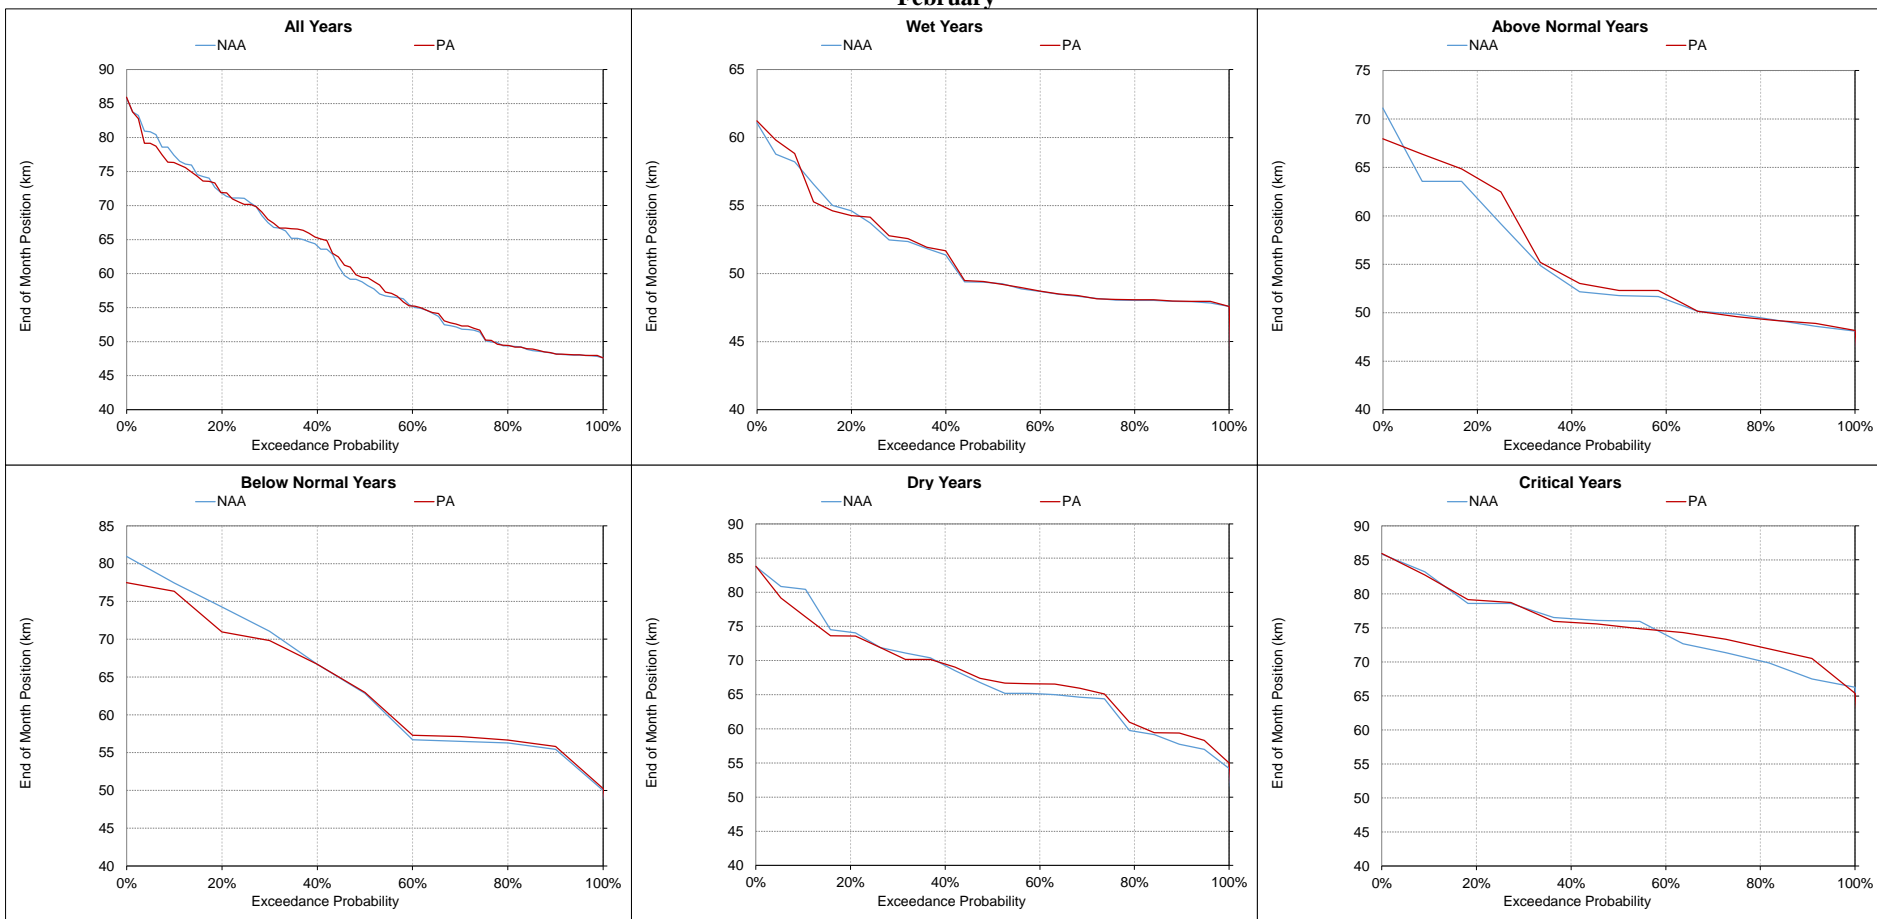 February
All Years
NAA PA
90
85
80
75
70
65
60
55
50
45
40
End of Month Position (km)
0% 20% 40% 60% 80% 100%
Exceedance Probability
Wet Years
NAA PA
65
60
55
50
45
40
End of Month Position (km)
0% 20% 40% 60% 80% 100%
Exceedance Probability
Above Normal Years
NAA PA
75
70
65
60
55
50
45
40
End of Month Position (km)
0% 20% 40% 60% 80% 100%
Exceedance Probability
Below Normal Years
NAA PA
85
80
75
70
65
60
55
50
45
40
End of Month Position (km)
0% 20% 40% 60% 80% 100%
Exceedance Probability
Dry Years
NAA PA
90
85
80
75
70
65
60
55
50
45
40
End of Month Position (km)
0% 20% 40% 60% 80% 100%
Exceedance Probability
Critical Years
NAA PA
90
85
80
75
70
65
60
55
50
45
40
End of Month Position (km)
0% 20% 40% 60% 80% 100%
Exceedance Probability